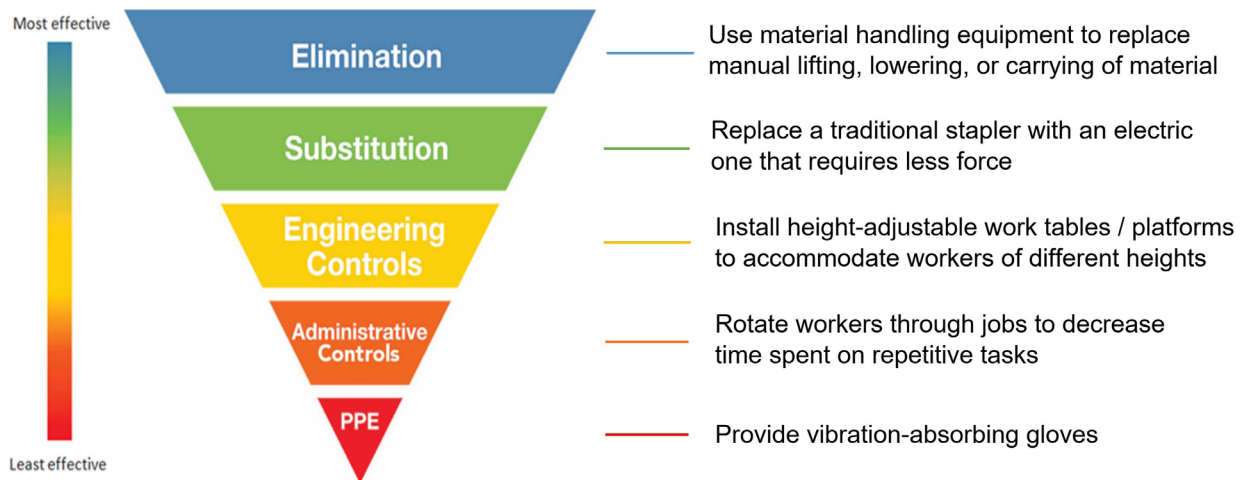 Most effective
Elimination
Use material handling equipment to replace
manual lifting, lowering, or carrying of material
Substitution
Replace a traditional stapler with an electric
one that requires less force
Engineering
Controls
Install height-adjustable work tables / platforms
to accommodate workers of different heights
Administrative
Controls
Rotate workers through jobs to decrease
time spent on repetitive tasks
PPE
Provide vibration-absorbing gloves
Least effective